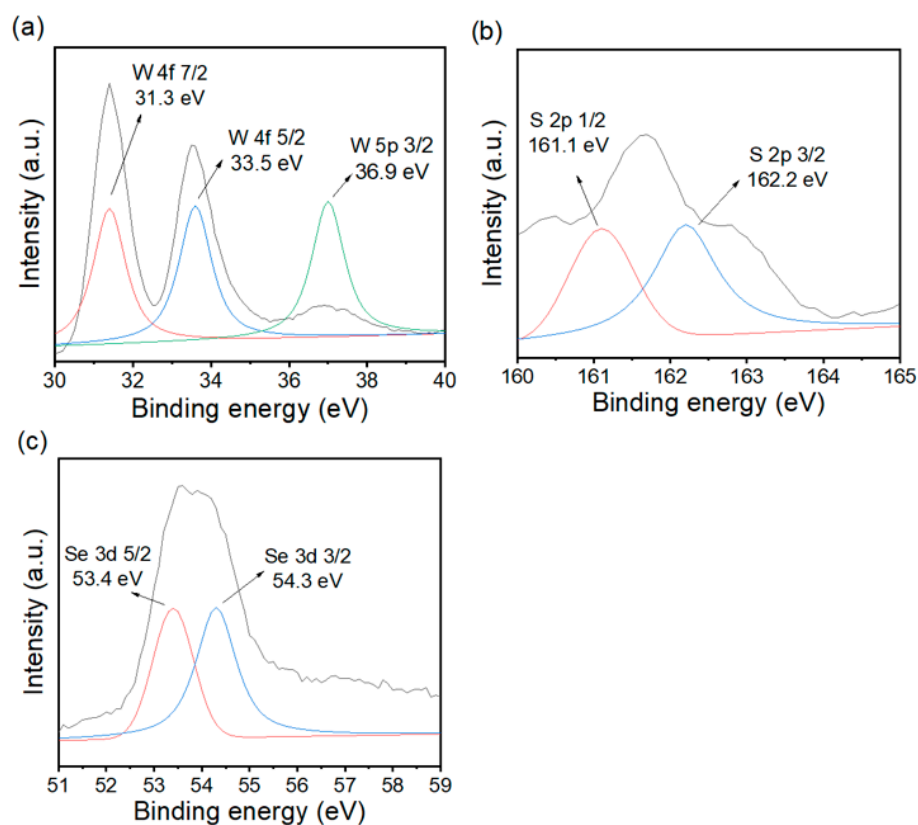 (a)
W 4f 7/2
31.3 eV
W 4f 5/2
33.5 eV
W 5p 3/2
36.9 eV
Intensity (a.u.)
30 32 34 36 38 40
Binding energy (eV)
(b)
S 2p 1/2
161.1 eV
S 2p 3/2
162.2 eV
Intensity (a.u.)
160 161 162 163 164 165
Binding energy (eV)
(c)
Se 3d 5/2
53.4 eV
Se 3d 3/2
54.3 eV
Intensity (a.u.)
51 52 53 54 55 56 57 58 59
Binding energy (eV)